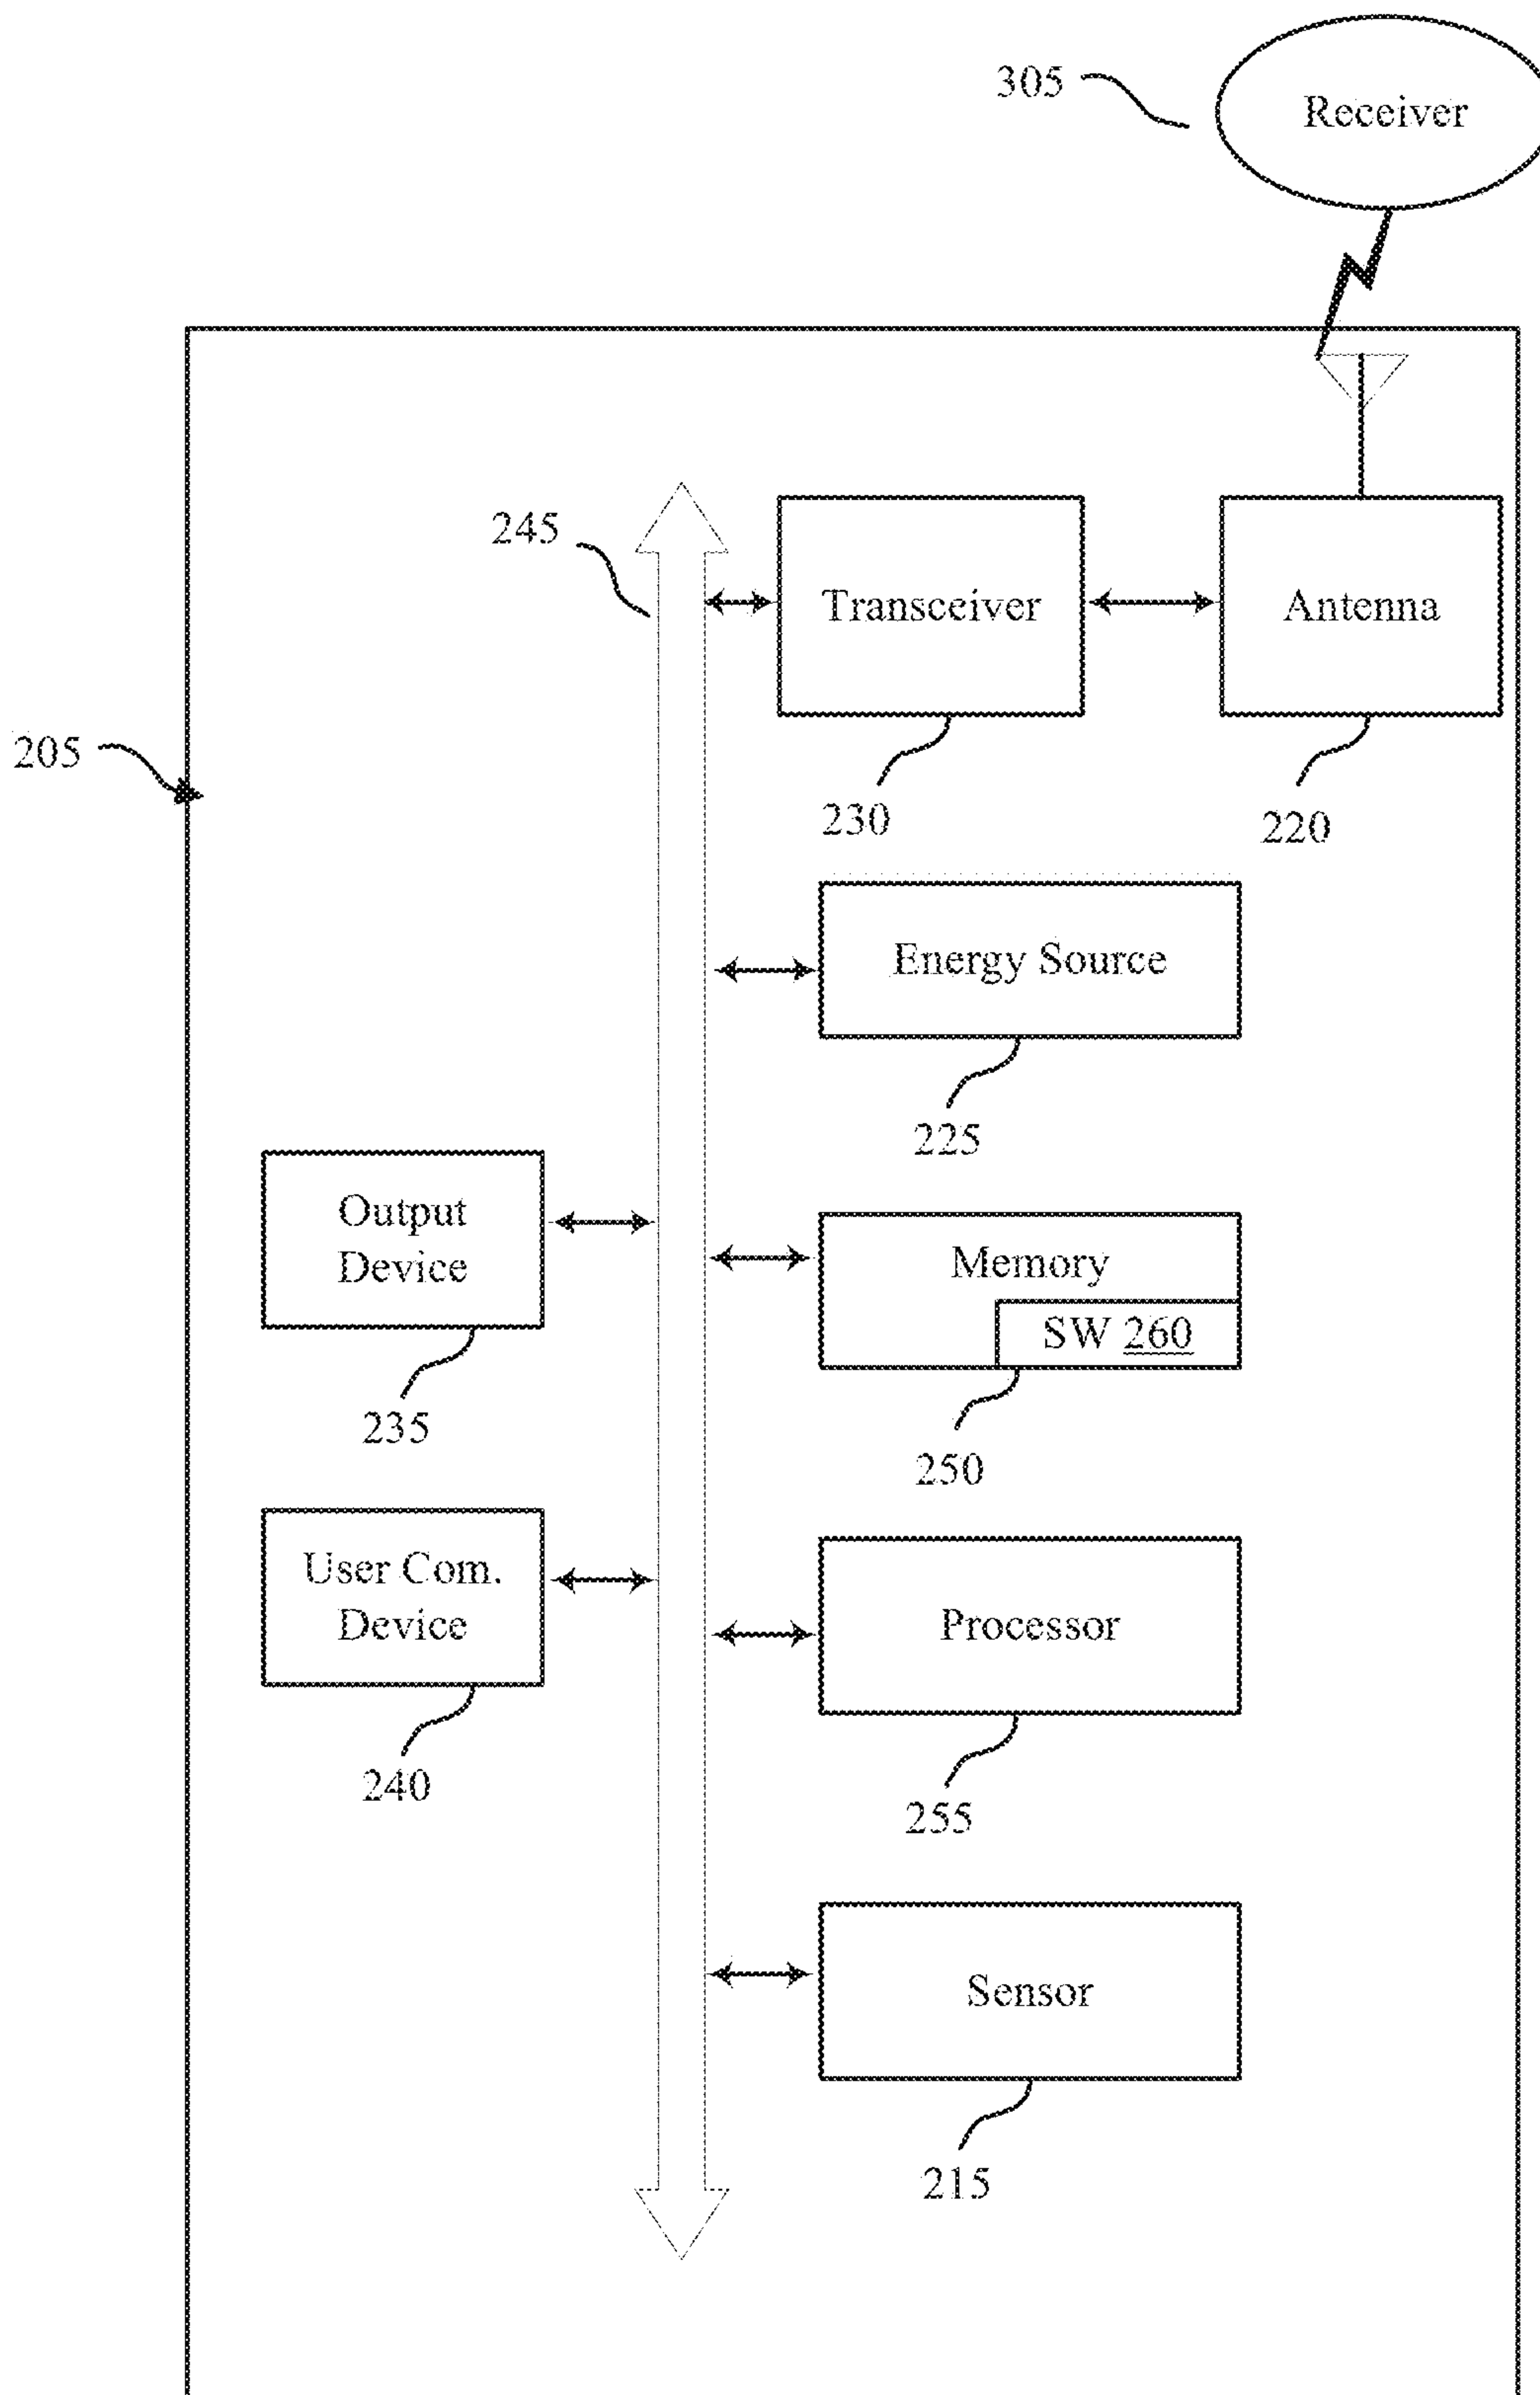 305
Receiver
245
Transceiver
Antenna
205
230
220
Energy Source
225
Output
Device
Memory
SW 260
235
250
User Com.
Device
Processor
240
255
Sensor
215